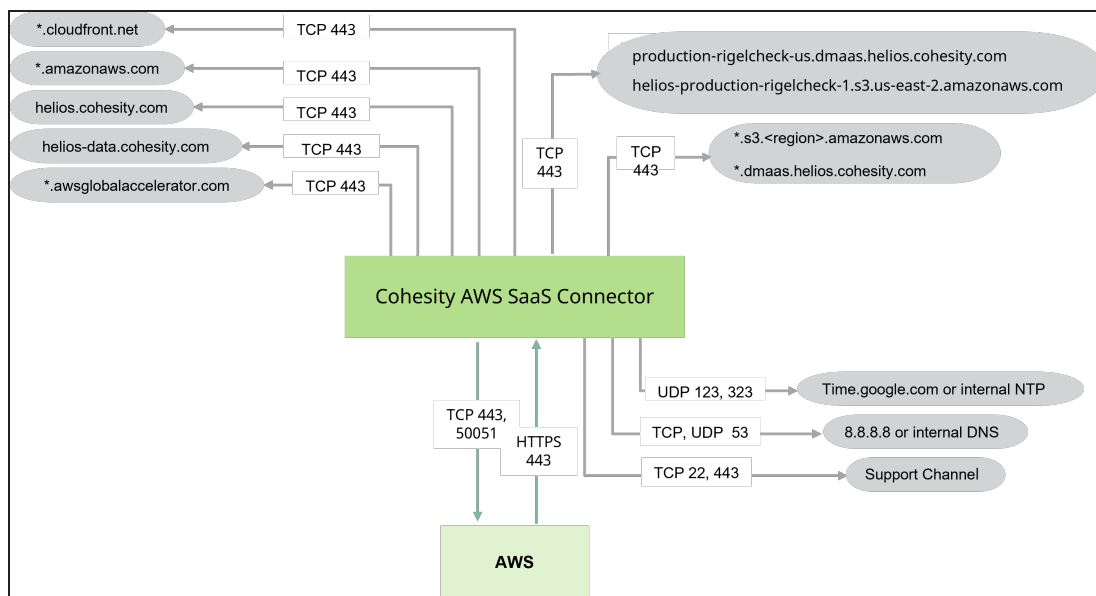 *.cloudfront.net
TCP 443
*.amazonaws.com
TCP 443
helios.cohesity.com
TCP 443
helios-data.cohesity.com
TCP 443
*.awsglobalaccelerator.com
TCP 443
production-rigelcheck-us.dmaas.helios.cohesity.com
helios-production-rigelcheck-1.s3.us-east-2.amazonaws.com
TCP
443
TCP
443
*.s3.<region>.amazonaws.com
*.dmaas.helios.cohesity.com
Cohesity AWS SaaS Connector
UDP 123, 323
Time.google.com or internal NTP
TCP, UDP 53
8.8.8.8 or internal DNS
TCP 22, 443
Support Channel
TCP 443,
50051
HTTPS
443
AWS